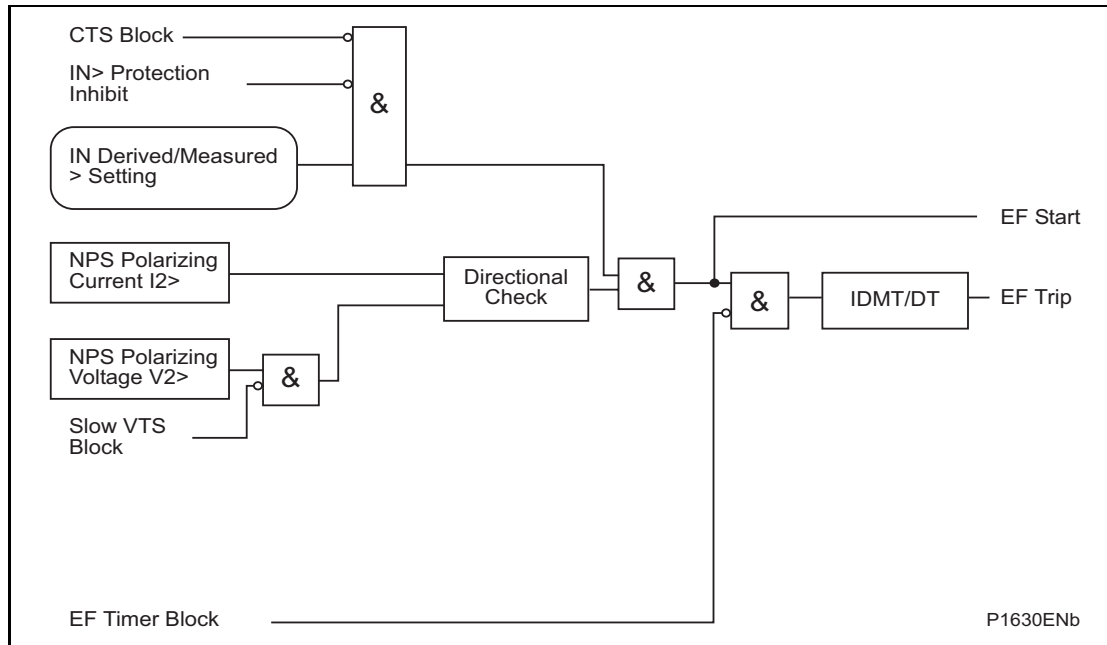 CTS Block
IN> Protection
Inhibit
&
IN Derived/Measured
> Setting
EF Start
NPS Polarizing
Current I2>
Directional
Check
&
&
IDMT/DT
EF Trip
NPS Polarizing
Voltage V2>
&
Slow VTS
Block
EF Timer Block
P1630ENb